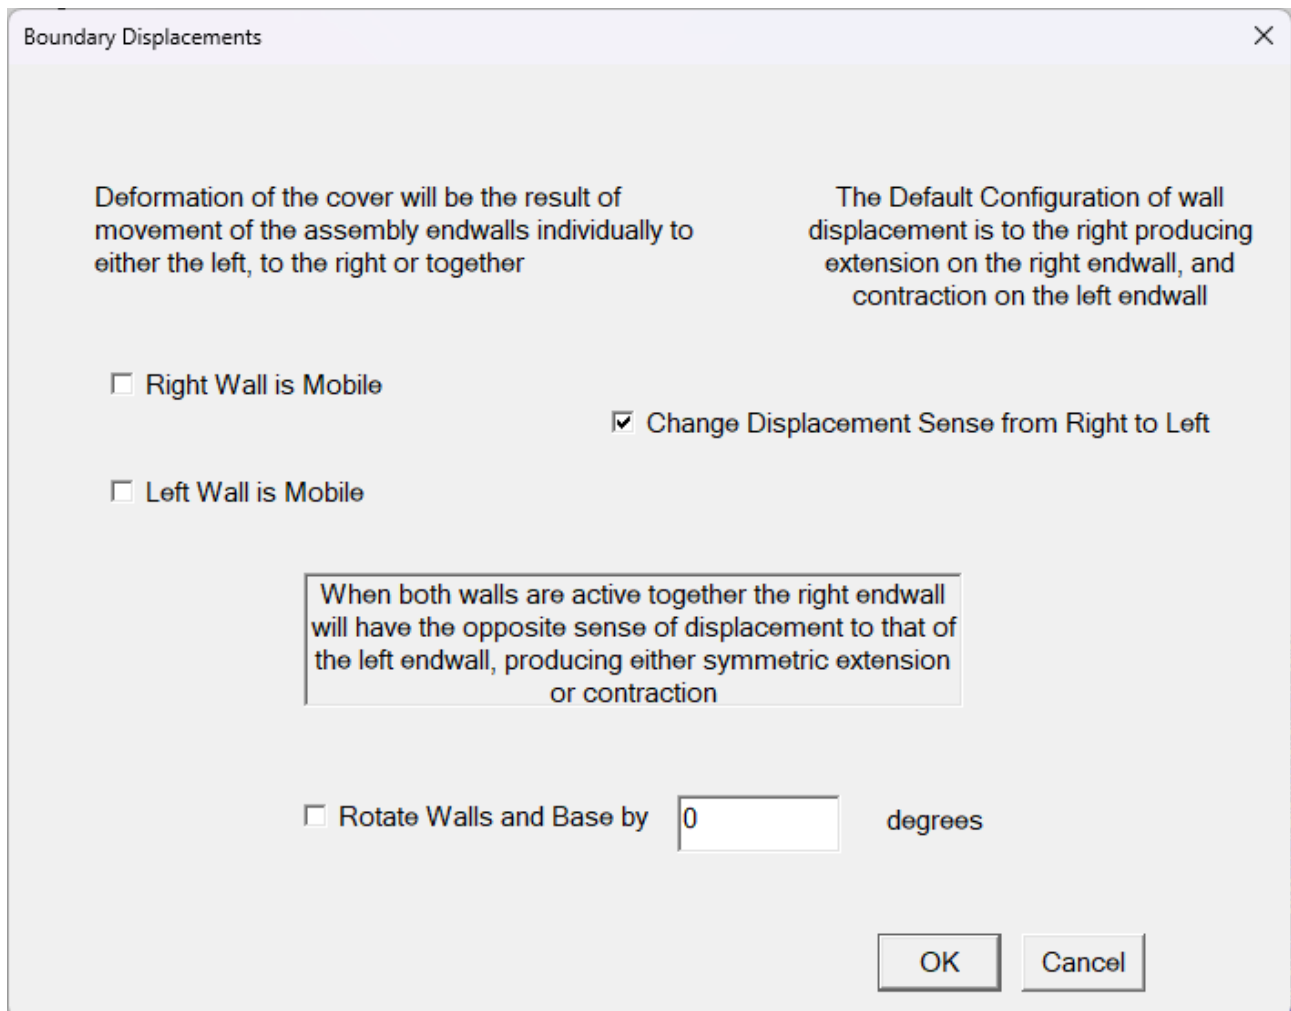 Boundary Displacements
Deformation of the cover will be the result of
movement of the assembly endwalls individually to
either the left, to the right or together
The Default Configuration of wall
displacement is to the right producing
extension on the right endwall, and
contraction on the left endwall
Right Wall is Mobile
Change Displacement Sense from Right to Left
Left Wall is Mobile
When both walls are active together the right endwall
will have the opposite sense of displacement to that of
the left endwall, producing either symmetric extension
or contraction
Rotate Walls and Base by 0 degrees
OK Cancel